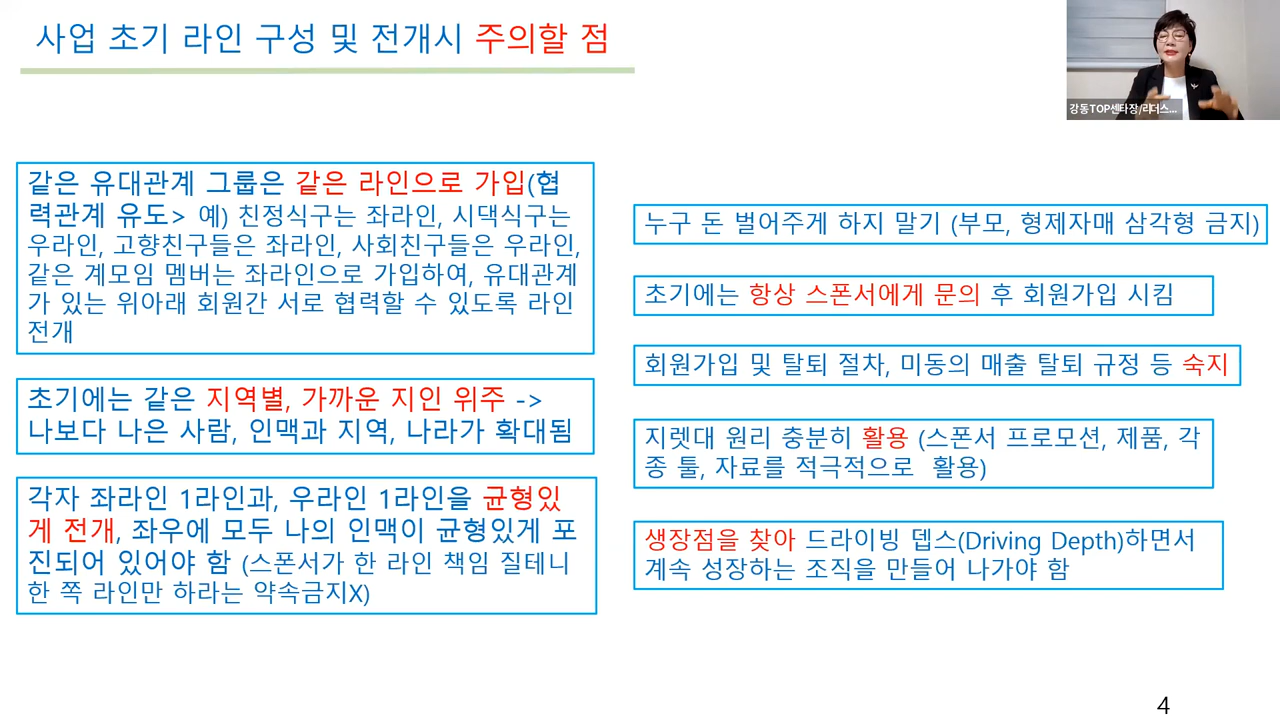 사업 초기 라인 구성 및 전개시 주의할 점
강동TOP센타장/리더스...
같은 유대관계 그룹은 같은 라인으로 가입(협
력관계 유도> 예) 친정식구는 좌라인, 시댁식구는
우라인, 고향친구들은 좌라인, 사회친구들은 우라인,
같은 계모임 멤버는 좌라인으로 가입하여, 유대관계
가 있는 위아래 회원간 서로 협력할 수 있도록 라인
전개
초기에는 같은 지역별, 가까운 지인 위주 ->
나보다 나은 사람, 인맥과 지역, 나라가 확대됨
각자 좌라인 1라인과, 우라인 1라인을 균형있
게 전개, 좌우에 모두 나의 인맥이 균형있게 포
진되어 있어야 함 (스폰서가 한 라인 책임 질테니
한 쪽 라인만 하라는 약속금지X)
누구 돈 벌어주게 하지 말기 (부모, 형제자매 삼각형 금지)
초기에는 항상 스폰서에게 문의 후 회원가입 시킴
회원가입 및 탈퇴 절차, 미동의 매출 탈퇴 규정 등 숙지
지렛대 원리 충분히 활용 (스폰서 프로모션, 제품, 각
종 툴, 자료를 적극적으로 활용)
생장점을 찾아 드라이빙 뎁스(Driving Depth)하면서
계속 성장하는 조직을 만들어 나가야 함
4